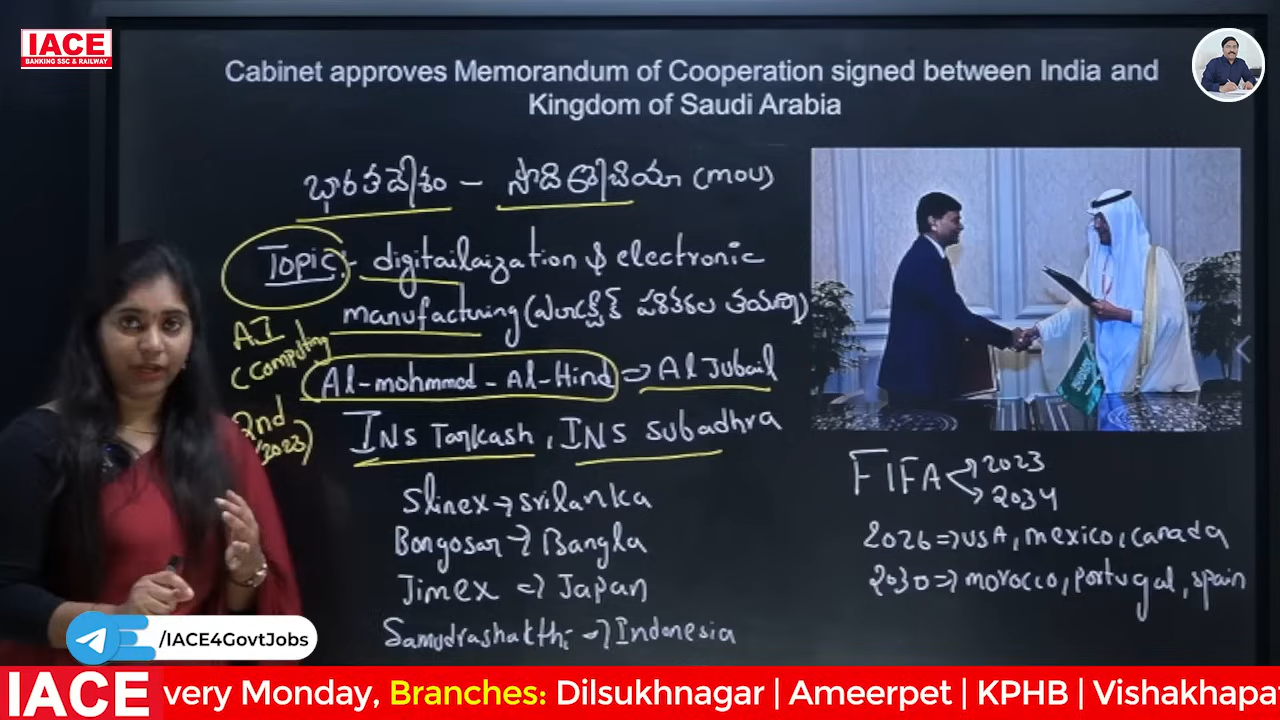 IACE
BANKING SSC & RAILWAY
Cabinet approves Memorandum of Cooperation signed between India and
Kingdom of Saudi Arabia
భారతదేశం - సౌది అరేబియా (MOU)
Topic:- digitailaization & electronic
manufacturing (ఎలక్ట్రానిక్ పరికరాల తయారీ)
AI
Computing
Al-mohmmed-Al-Hind => Al Jubail
(2nd
2023)
INS Tarkash, INS Subadhra
Slinex -> Srilanka
Bongosar -> Bangla
Jimex => Japan
Samudrashakthi -> Indonesia
FIFA 2023
2034
2026 => USA, mexico, canada
2030 => morocco, portugal, spain
/IACE4GovtJobs
IACE very Monday, Branches: Dilsukhnagar | Ameerpet | KPHB | Vishakhapa